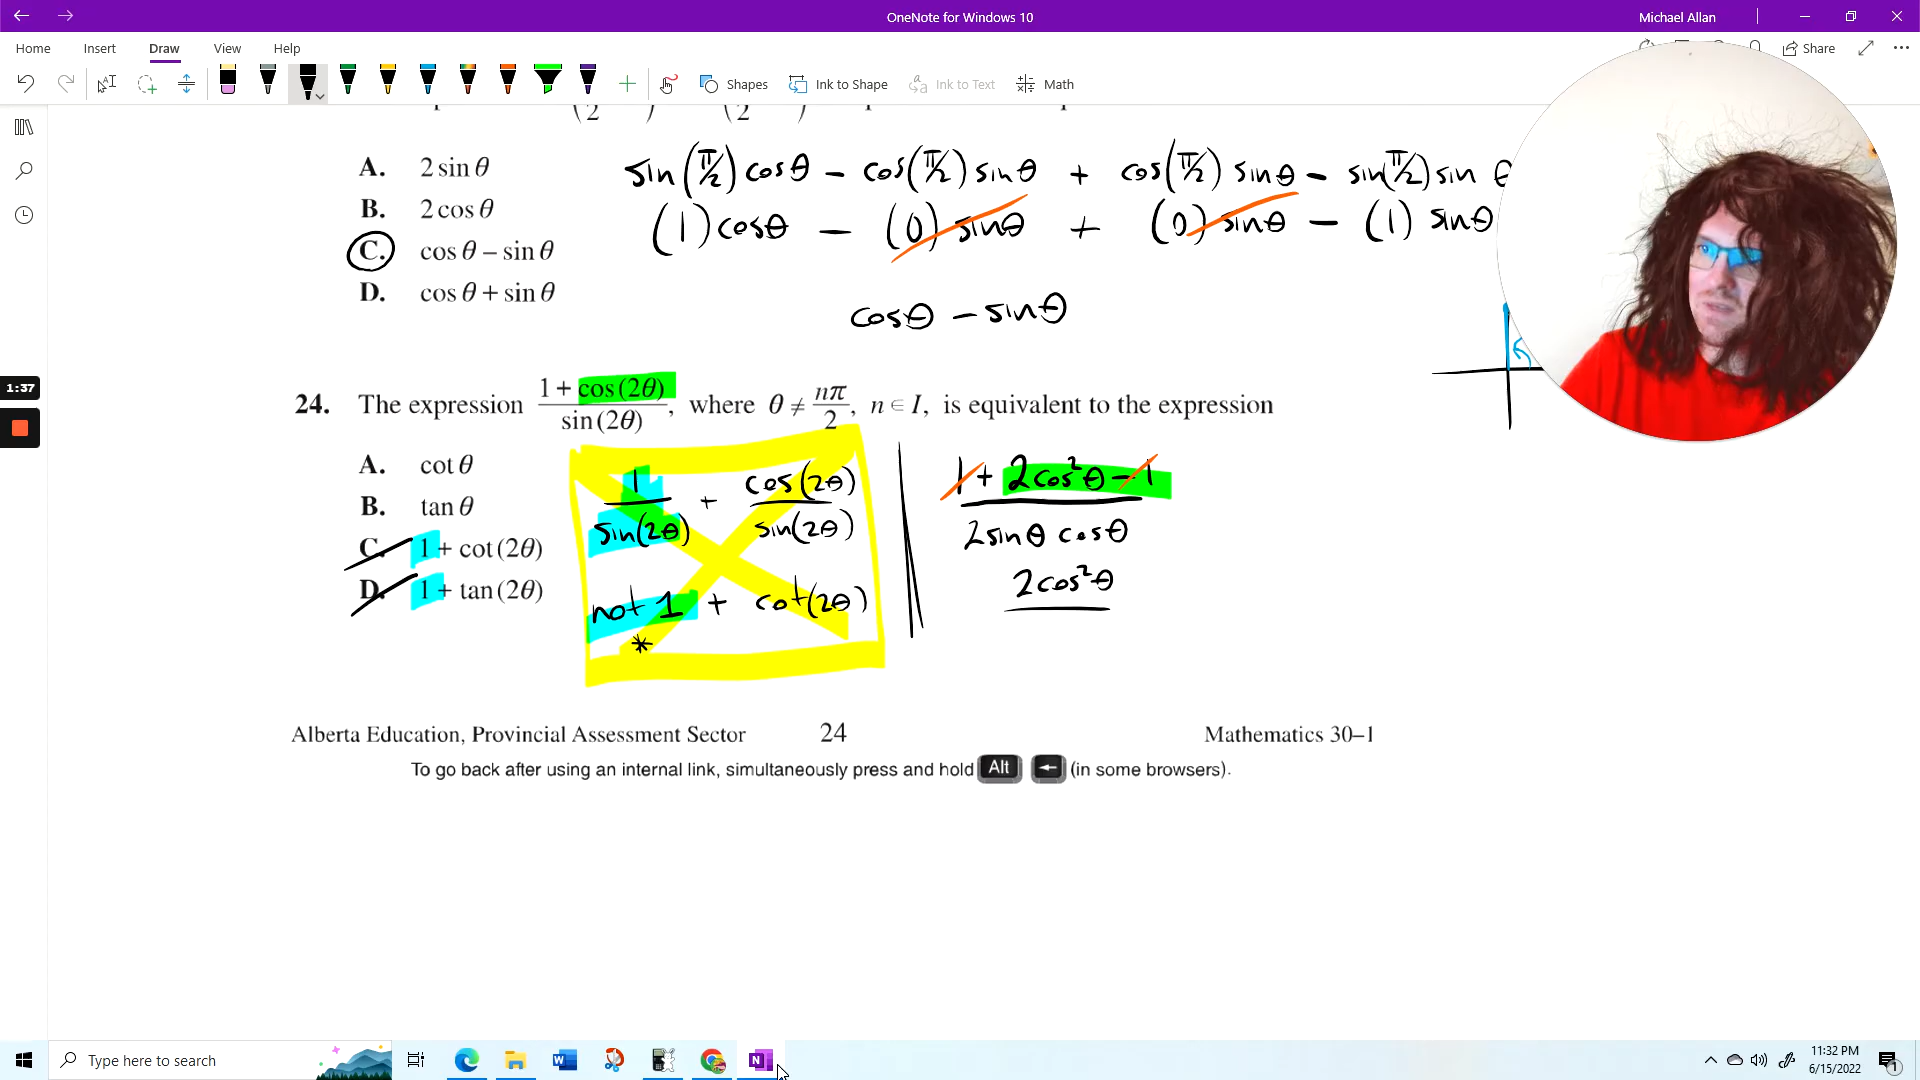 OneNote for Windows 10
Michael Allan
Home Insert Draw View Help
Share
Shapes Ink to Shape Ink to Text Math
A. 2 sin θ
B. 2 cos θ
C. cos θ – sin θ
D. cos θ + sin θ
sin(π/2) cosθ – cos(π/2) sinθ + cos(π/2) sinθ – sin(π/2) sin θ
(1) cosθ – (0) sinθ + (0) sinθ – (1) sinθ
cosθ – sinθ
1:37
24. The expression (1 + cos (2θ))/(sin (2θ)), where θ ≠ nπ/2, n ∈ I, is equivalent to the expression
A. cot θ
B. tan θ
C. 1 + cot (2θ)
D. 1 + tan (2θ)
1/sin(2θ) + cos(2θ)/sin(2θ)
not 1 + cot(2θ)
*
1 + 2cos²θ – 1
2sinθ cosθ
2cos²θ
Alberta Education, Provincial Assessment Sector 24 Mathematics 30–1
To go back after using an internal link, simultaneously press and hold Alt ← (in some browsers).
Type here to search
11:32 PM
6/15/2022
1